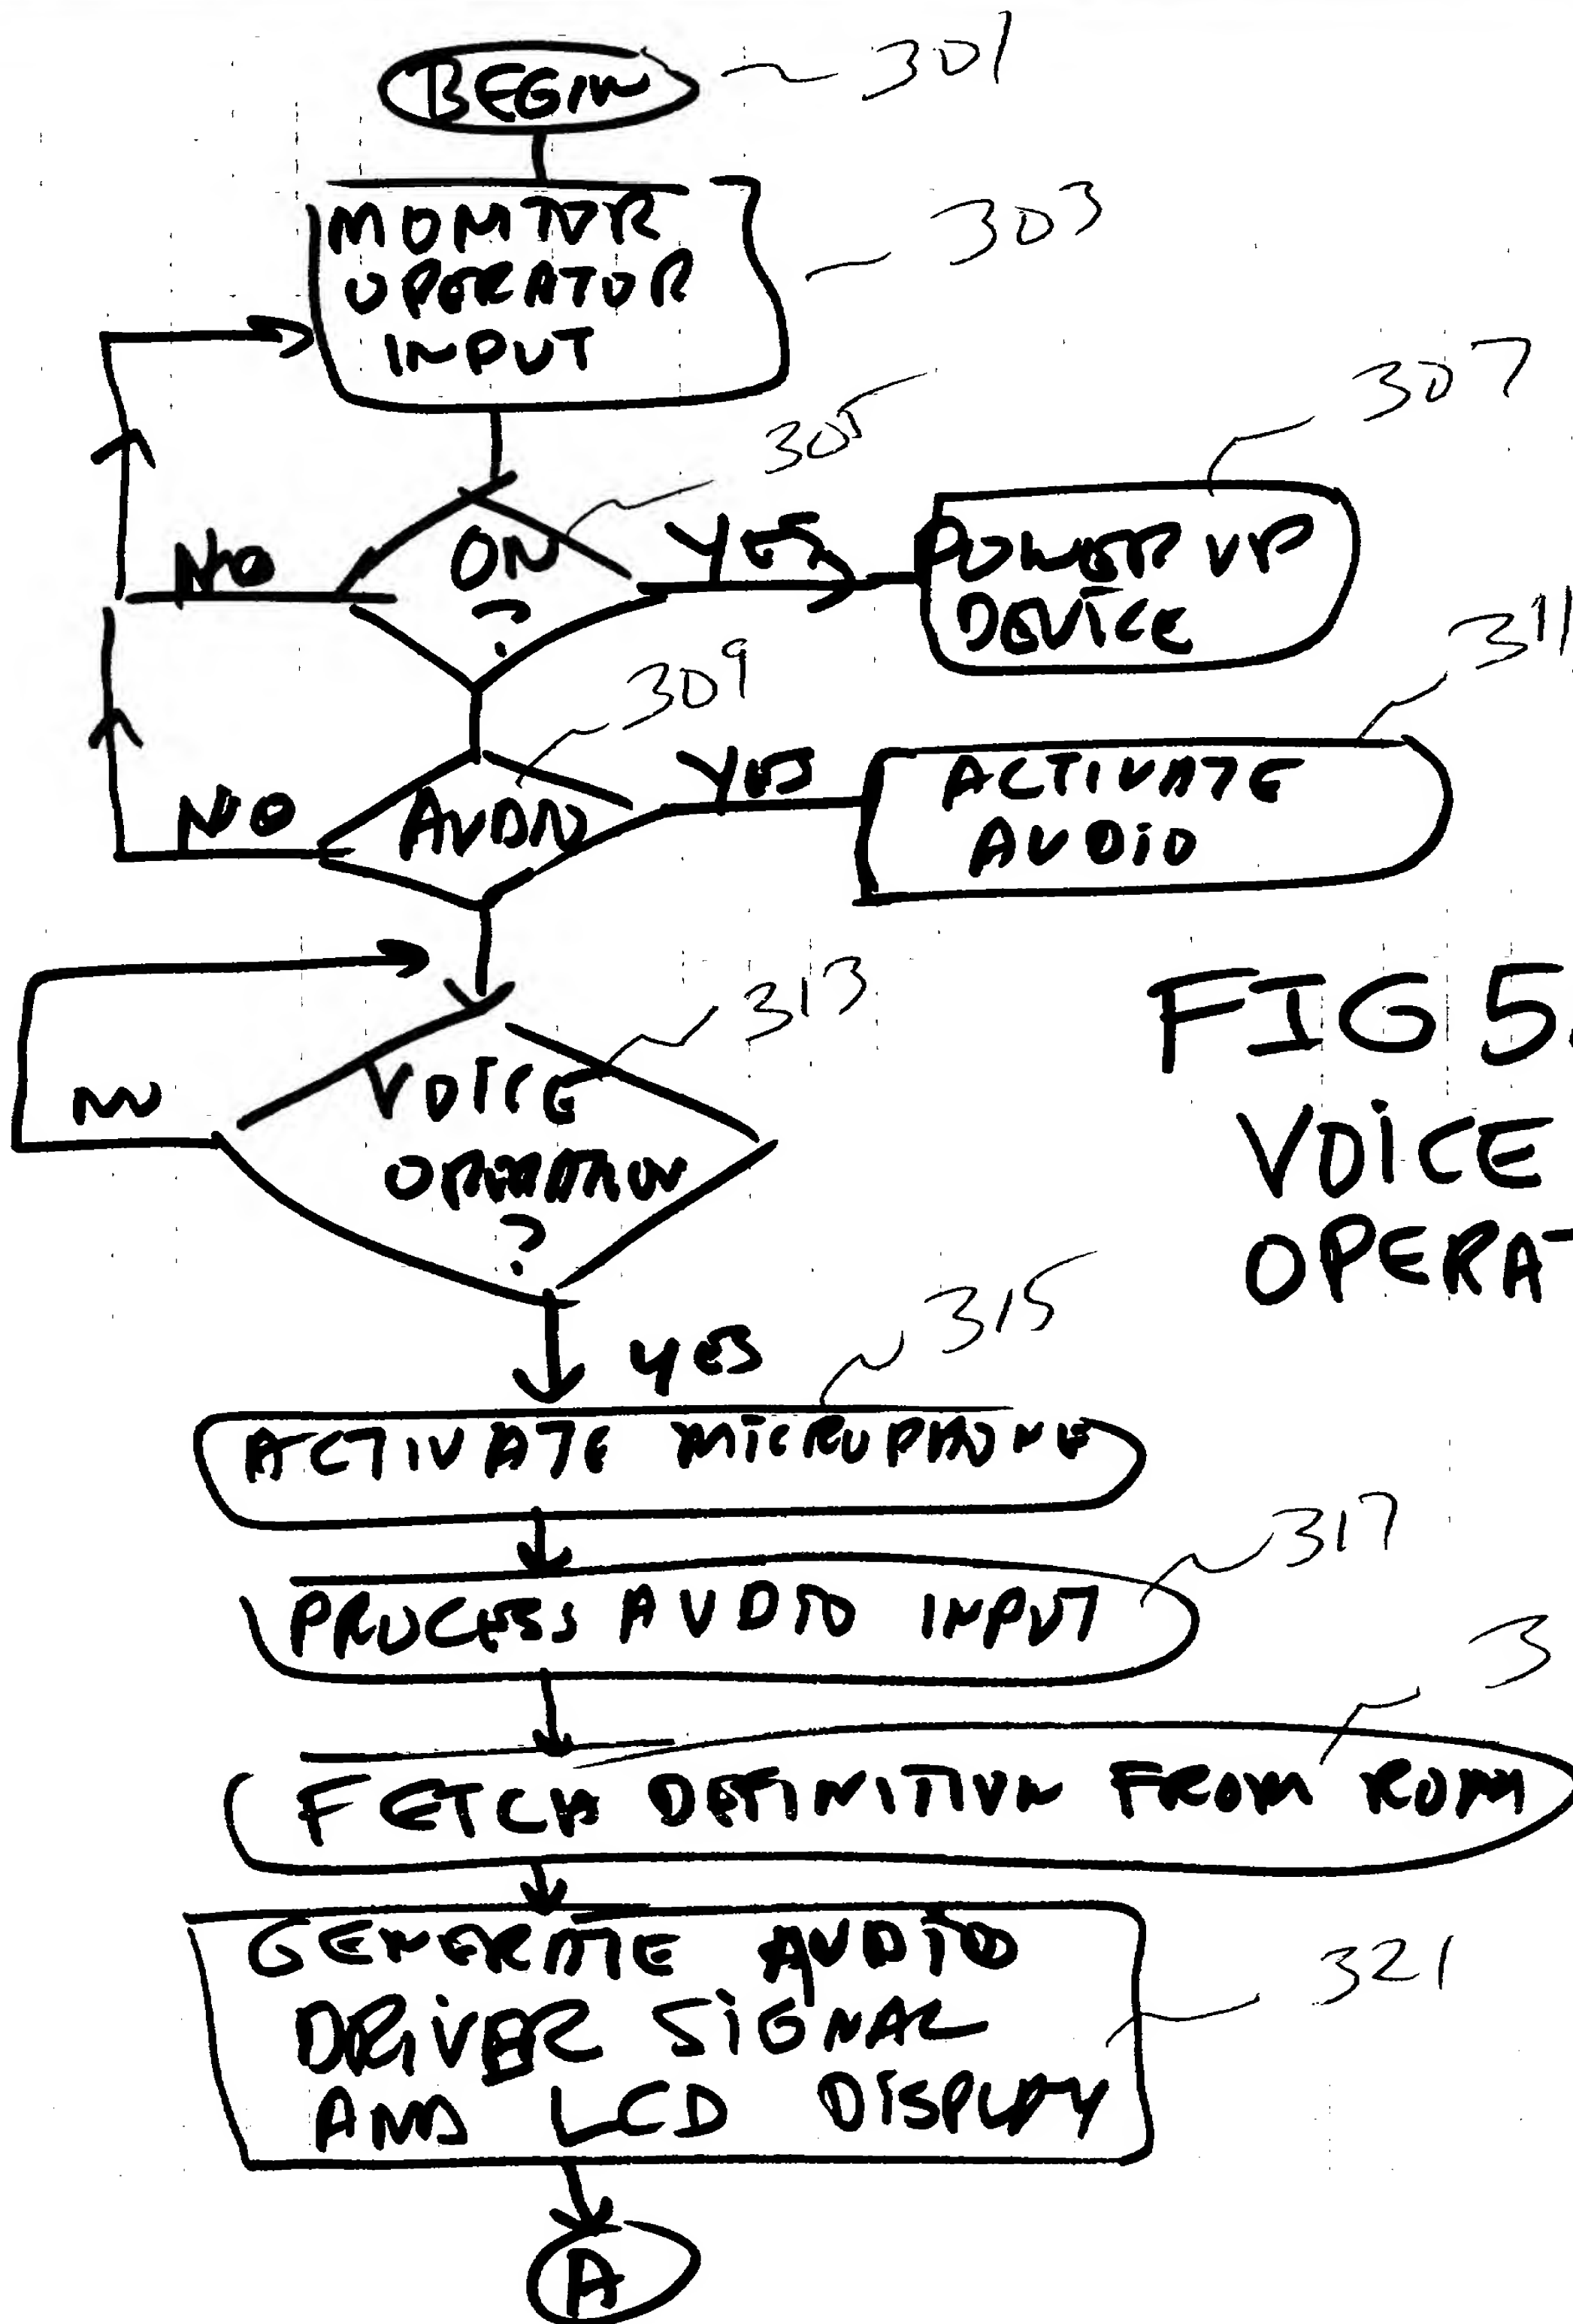 BEGIN
301
MONITOR
OPERATOR
INPUT
303
305
307
ON
?
NO
YES
POWER UP
DEVICE
309
311
AUDIO
NO
YES
ACTIVATE
AUDIO
313
FIG 5
VOICE
OPERAT
NO
VOICE
OPERATION
?
YES
315
ACTIVATE MICROPHONE
317
PROCESS AUDIO INPUT
3
FETCH DEFINITION FROM ROM
GENERATE AUDIO
DRIVER SIGNAL
AND LCD DISPLAY
321
A